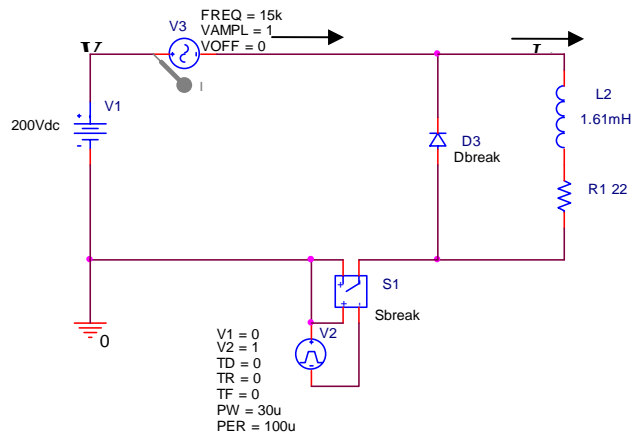 FREQ = 15k
VAMPL = 1
VOFF = 0
V3
I
V1
200Vdc
L2
1.61mH
D3
Dbreak
R1 22
S1
Sbreak
0
V2
V1 = 0
V2 = 1
TD = 0
TR = 0
TF = 0
PW = 30u
PER = 100u